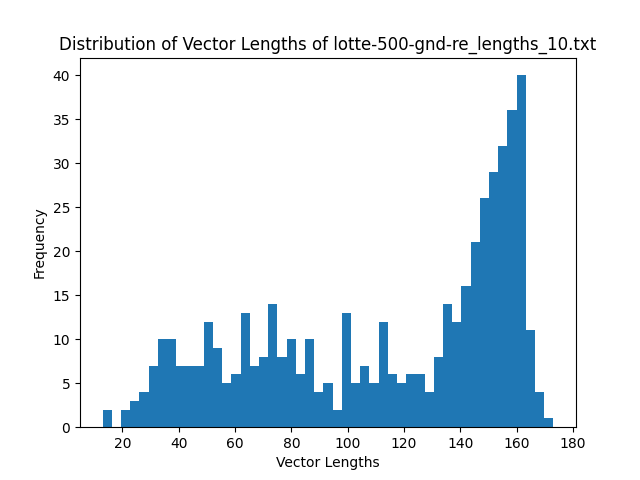 Distribution of Vector Lengths of lotte-500-gnd-re_lengths_10.txt
40
35
30
25
20
15
10
5
0
Frequency
20 40 60 80 100 120 140 160 180
Vector Lengths